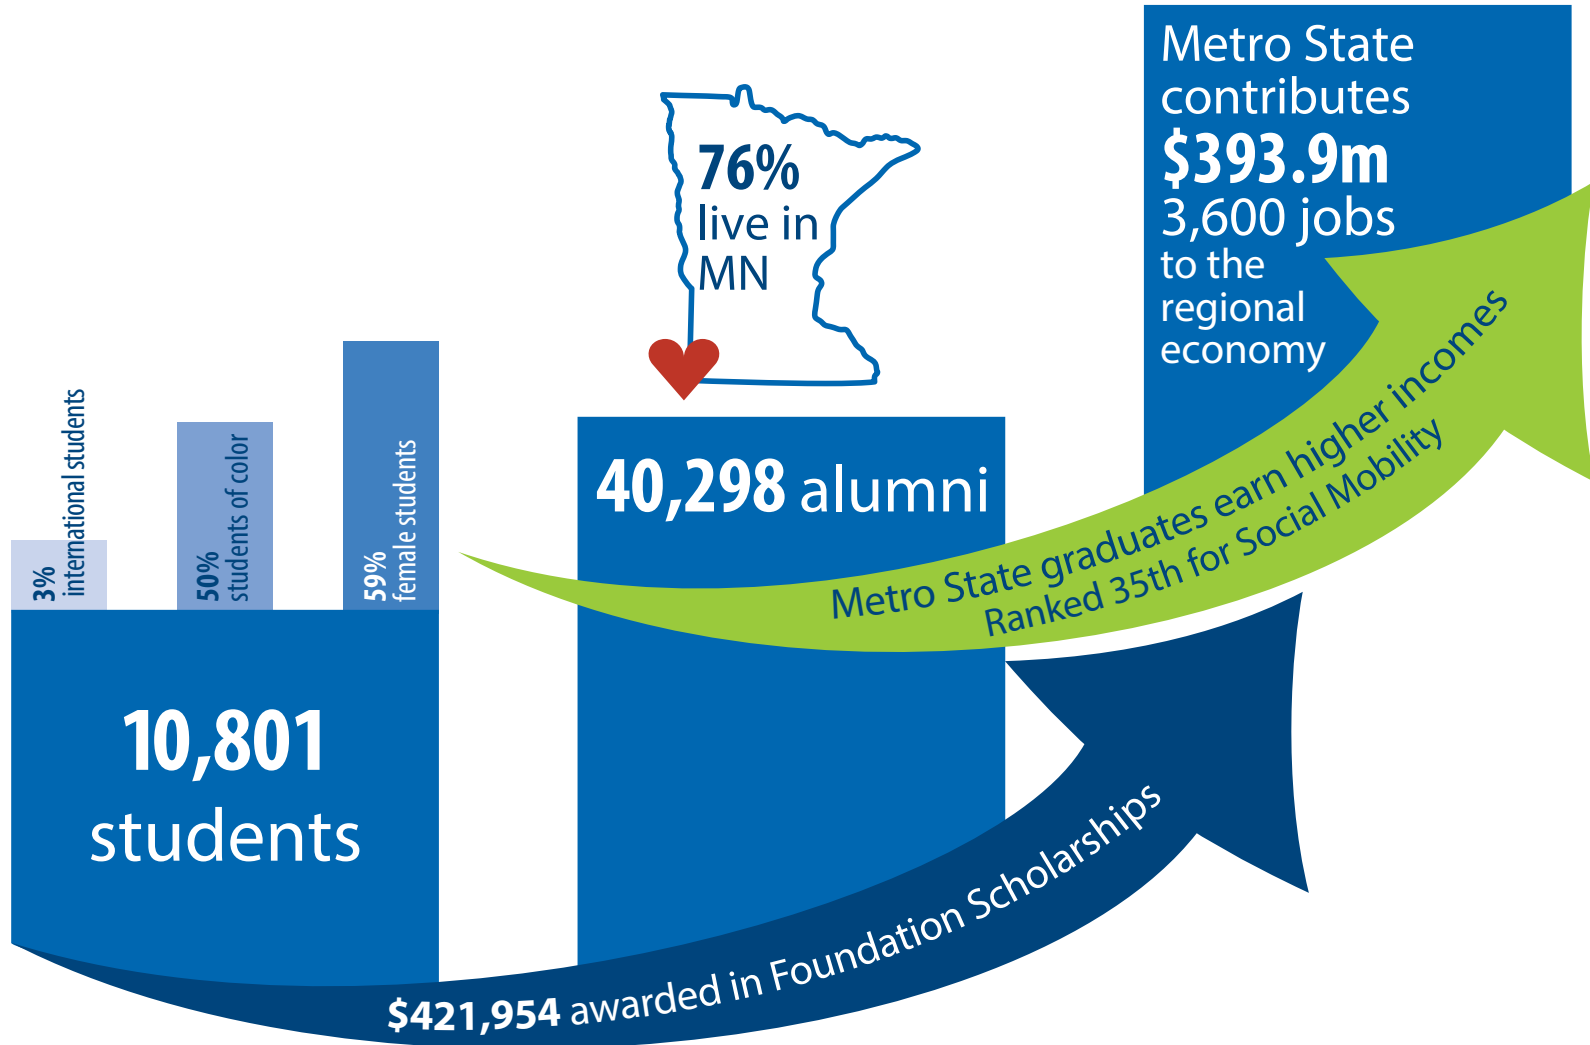 3%
international students
50%
students of color
59%
female students
10,801
students
76%
live in
MN
40,298 alumni
Metro State
contributes
$393.9m
3,600 jobs
to the
regional
economy
Metro State graduates earn higher incomes
Ranked 35th for Social Mobility
$421,954 awarded in Foundation Scholarships